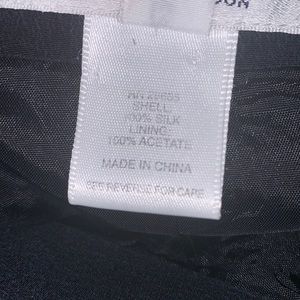 SHELL:
100% SILK
LINING:
100% ACETATE
MADE IN CHINA
SEE REVERSE FOR CARE